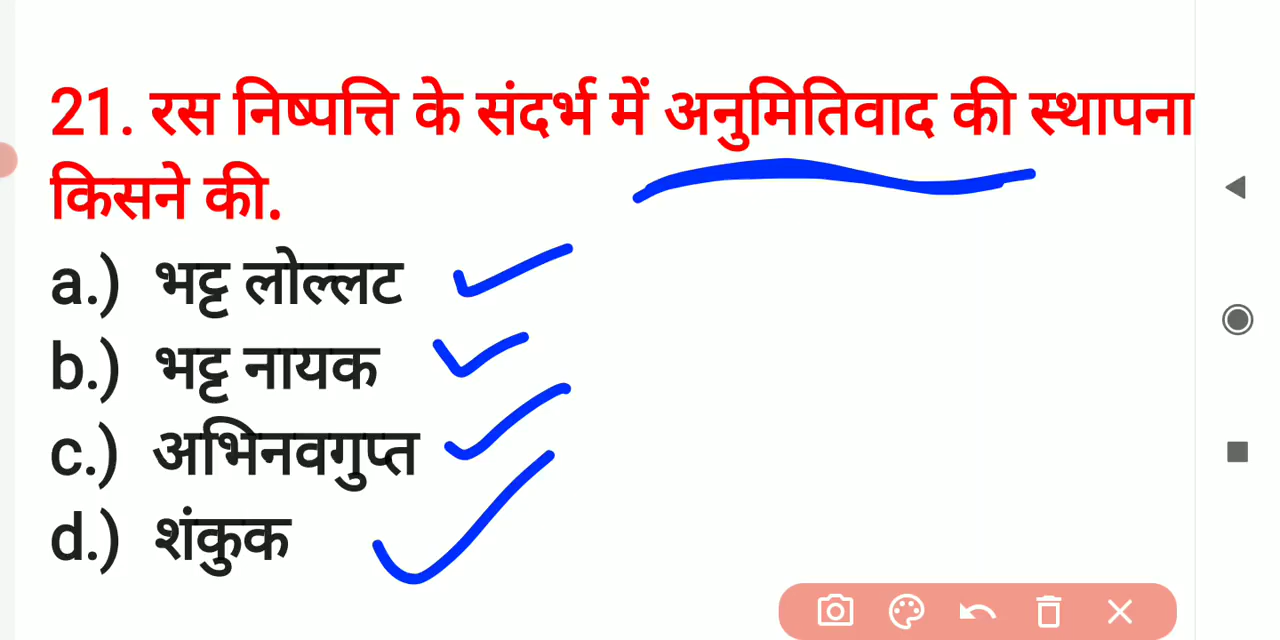 21. रस निष्पत्ति के संदर्भ में अनुमितिवाद की स्थापना
किसने की.
a.) भट्ट लोल्लट
b.) भट्ट नायक
c.) अभिनवगुप्त
d.) शंकुक